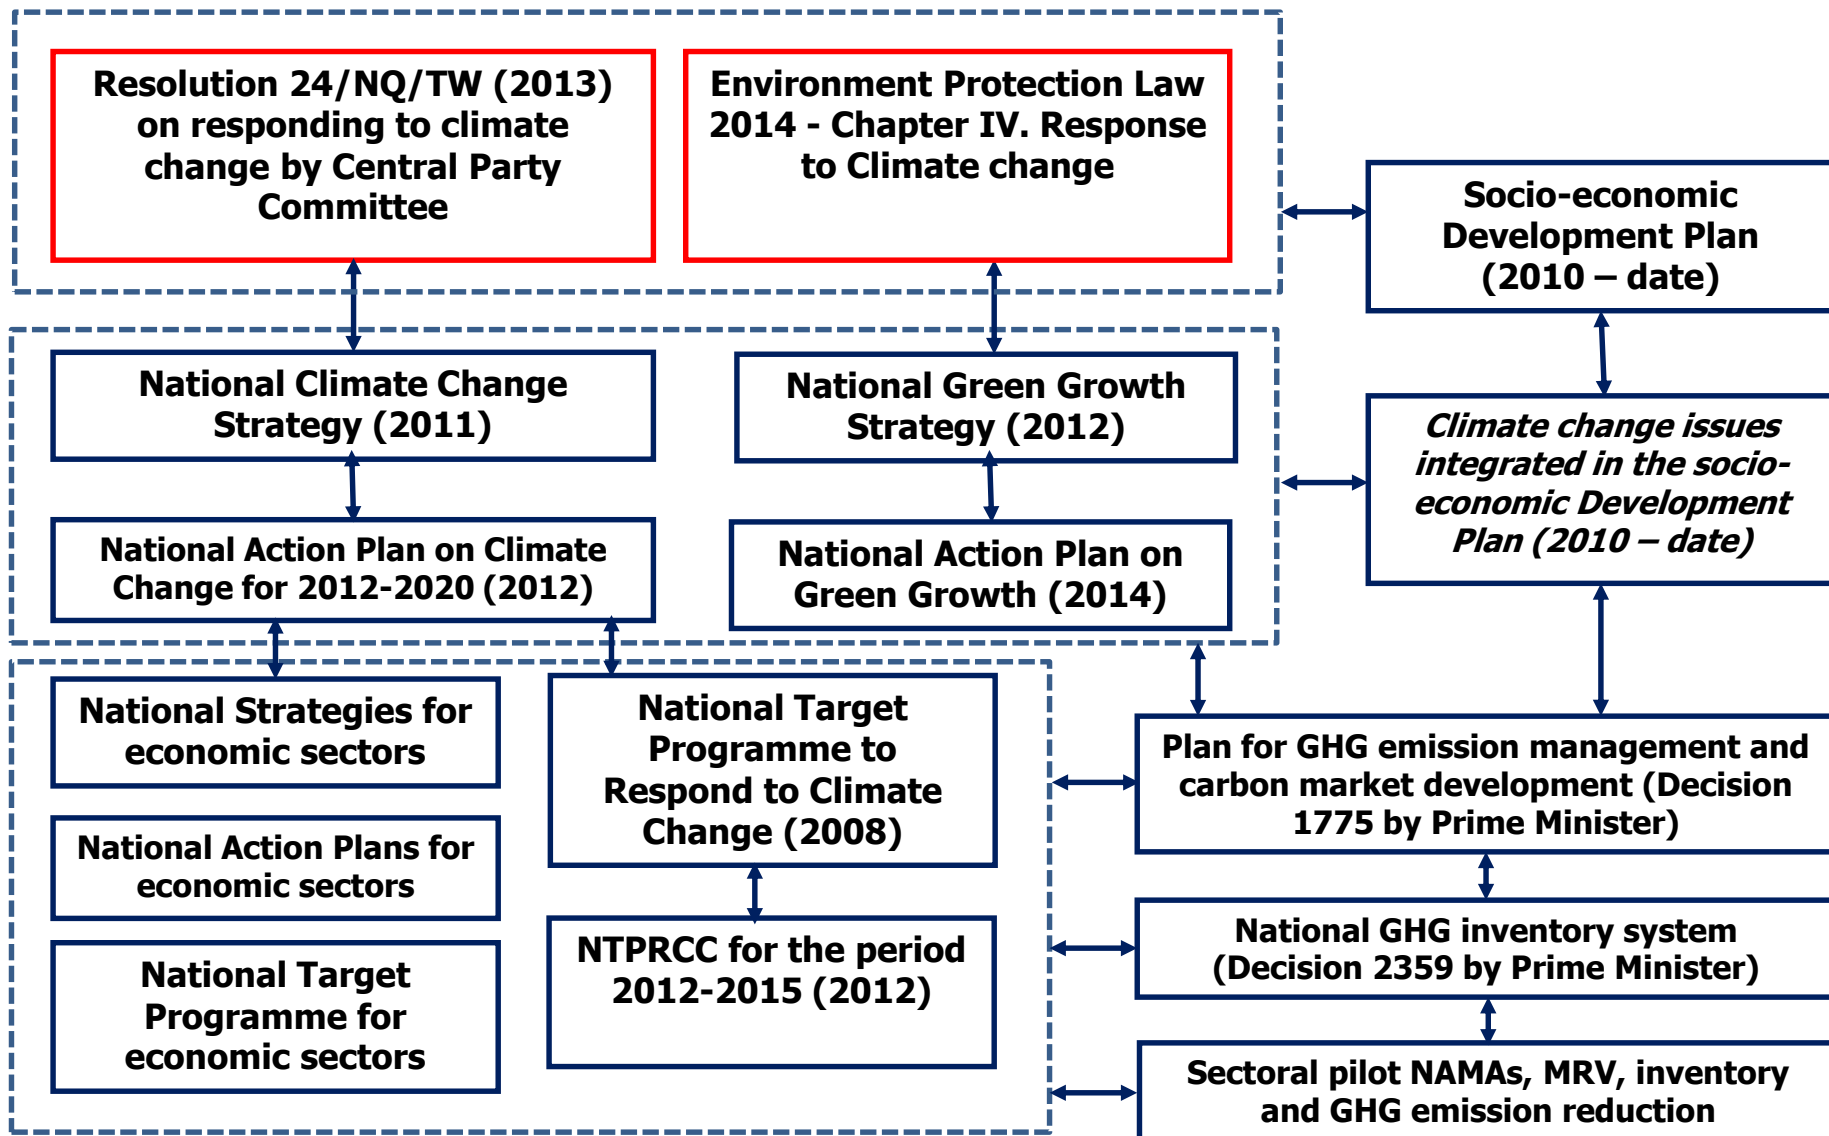 Resolution 24/NQ/TW (2013)
on responding to climate
change by Central Party
Committee
Environment Protection Law
2014 - Chapter IV. Response
to Climate change
Socio-economic
Development Plan
(2010 – date)
National Climate Change
Strategy (2011)
National Green Growth
Strategy (2012)
Climate change issues
integrated in the socio-
economic Development
Plan (2010 – date)
National Action Plan on Climate
Change for 2012-2020 (2012)
National Action Plan on
Green Growth (2014)
National Strategies for
economic sectors
National Target
Programme to
Respond to Climate
Change (2008)
Plan for GHG emission management and
carbon market development (Decision
1775 by Prime Minister)
National Action Plans for
economic sectors
NTPRCC for the period
2012-2015 (2012)
National GHG inventory system
(Decision 2359 by Prime Minister)
National Target
Programme for
economic sectors
Sectoral pilot NAMAs, MRV, inventory
and GHG emission reduction